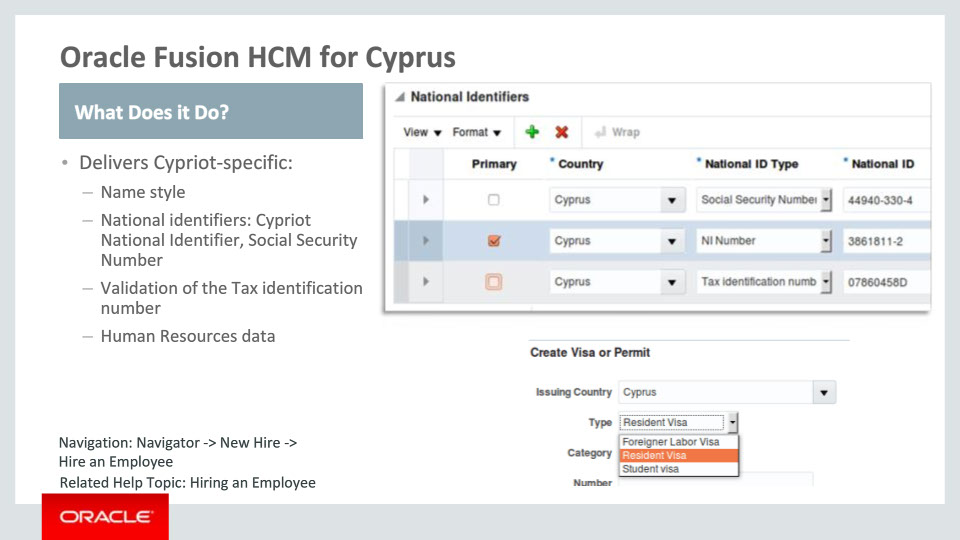 Oracle Fusion HCM for Cyprus
What Does it Do?
• Delivers Cypriot-specific:
– Name style
– National identifiers: Cypriot
National Identifier, Social Security
Number
– Validation of the Tax identification
number
– Human Resources data
Navigation: Navigator -> New Hire ->
Hire an Employee
Related Help Topic: Hiring an Employee
National Identifiers
View Format Wrap
Primary * Country * National ID Type * National ID
Cyprus Social Security Number 44940-330-4
Cyprus NI Number 3861811-2
Cyprus Tax identification numb 07860458D
Create Visa or Permit
Issuing Country Cyprus
Type Resident Visa
Foreigner Labor Visa
Category Resident Visa
Student visa
Number
ORACLE